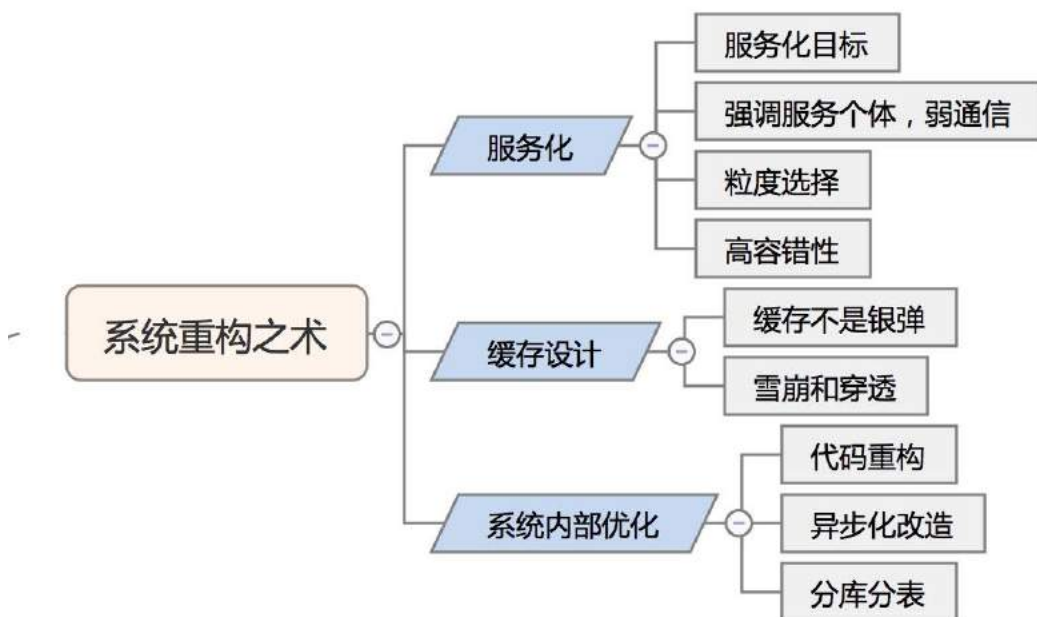 系统重构之术
服务化
服务化目标
强调服务个体，弱通信
粒度选择
高容错性
缓存设计
缓存不是银弹
雪崩和穿透
系统内部优化
代码重构
异步化改造
分库分表